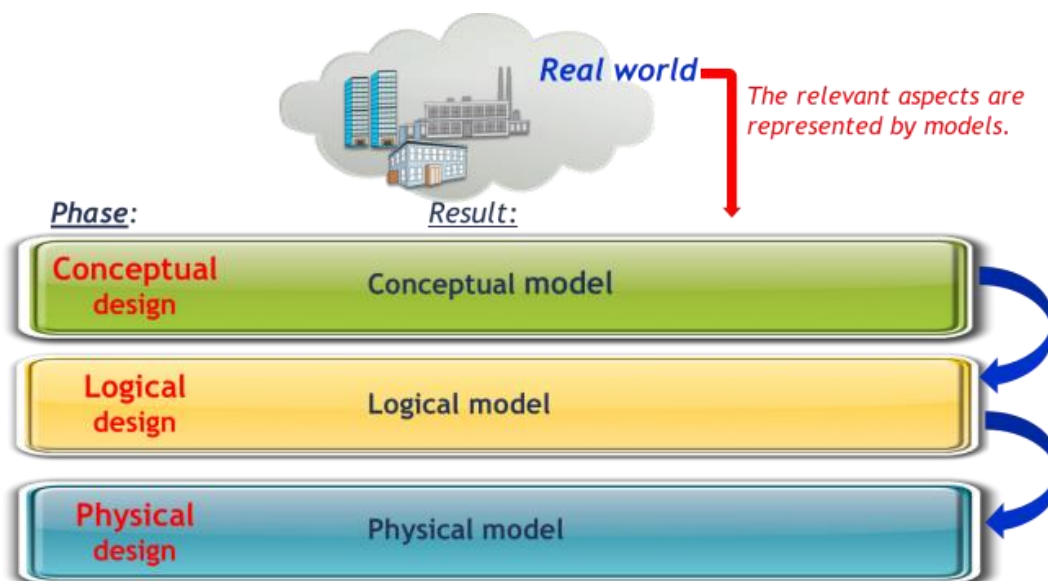 Real world
The relevant aspects are
represented by models.
Phase:
Result:
Conceptual
design
Conceptual model
Logical
design
Logical model
Physical
design
Physical model